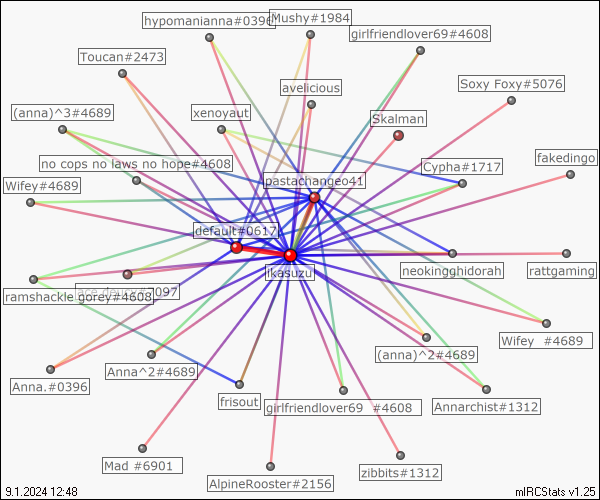 hypomanianna#0396
Mushy#1984
girlfriendlover69#4608
Toucan#2473
avelicious
Soxy Foxy#5076
(anna)^3#4689
xenoyaut
Skalman
no cops no laws no hope#4608
Cypha#1717
fakedingo
Wifey#4689
pastachangeo41
default#0617
ikasuzu
neokingghidorah
rattgaming
ramshackle gorey#4608
Wifey #4689
(anna)^2#4689
Anna^2#4689
Anna.#0396
frisout
girlfriendlover69 #4608
Annarchist#1312
Mad #6901
zibbits#1312
AlpineRooster#2156
9.1.2024 12:48
mIRCStats v1.25